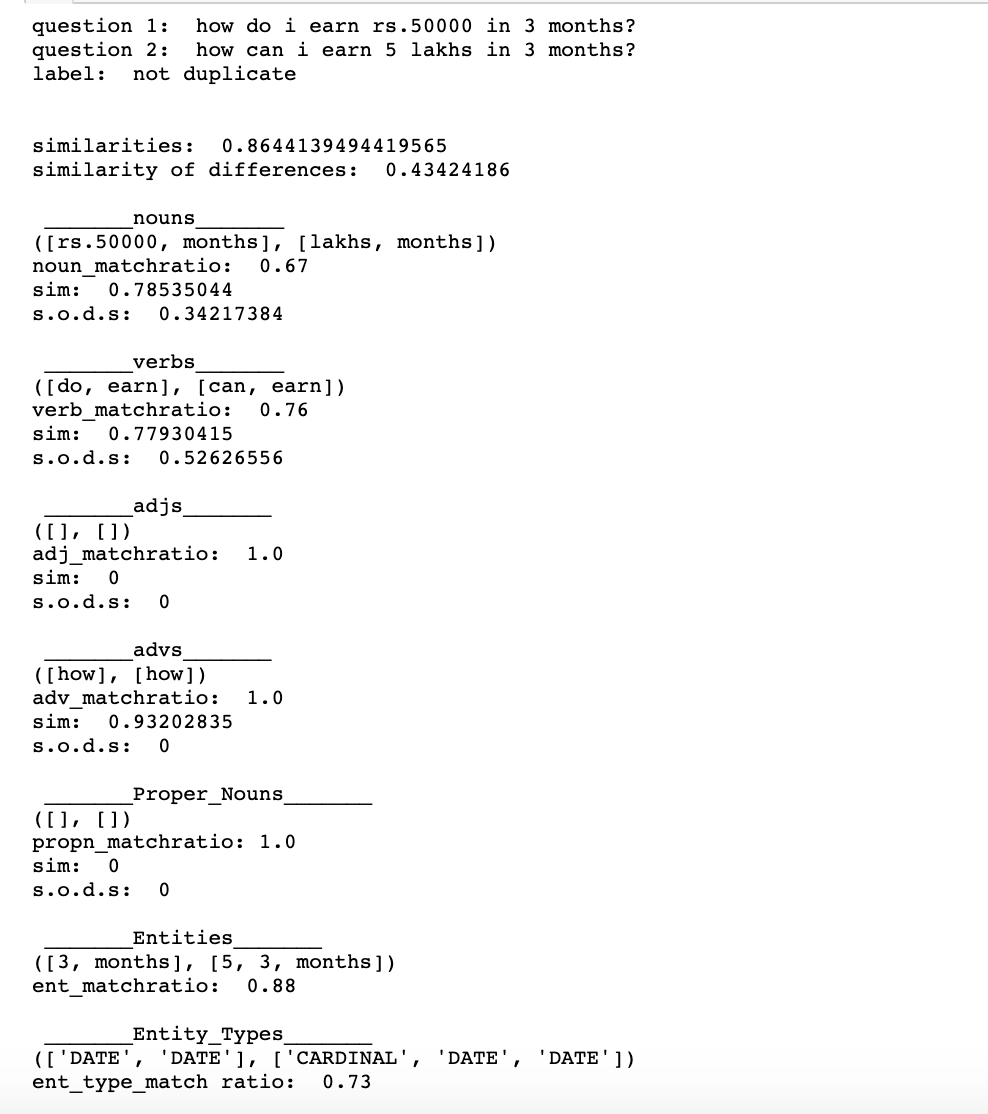 question 1:  how do i earn rs.50000 in 3 months?
question 2:  how can i earn 5 lakhs in 3 months?
label:  not duplicate
similarities:  0.8644139494419565
similarity of differences:  0.43424186
_______nouns_______
([rs.50000, months], [lakhs, months])
noun_matchratio:  0.67
sim:  0.78535044
s.o.d.s:  0.34217384
_______verbs_______
([do, earn], [can, earn])
verb_matchratio:  0.76
sim:  0.77930415
s.o.d.s:  0.52626556
_______adjs_______
([], [])
adj_matchratio:  1.0
sim:  0
s.o.d.s:  0
_______advs_______
([how], [how])
adv_matchratio:  1.0
sim:  0.93202835
s.o.d.s:  0
_______Proper_Nouns_______
([], [])
propn_matchratio: 1.0
sim:  0
s.o.d.s:  0
_______Entities_______
([3, months], [5, 3, months])
ent_matchratio:  0.88
_______Entity_Types_______
(['DATE', 'DATE'], ['CARDINAL', 'DATE', 'DATE'])
ent_type_match ratio:  0.73